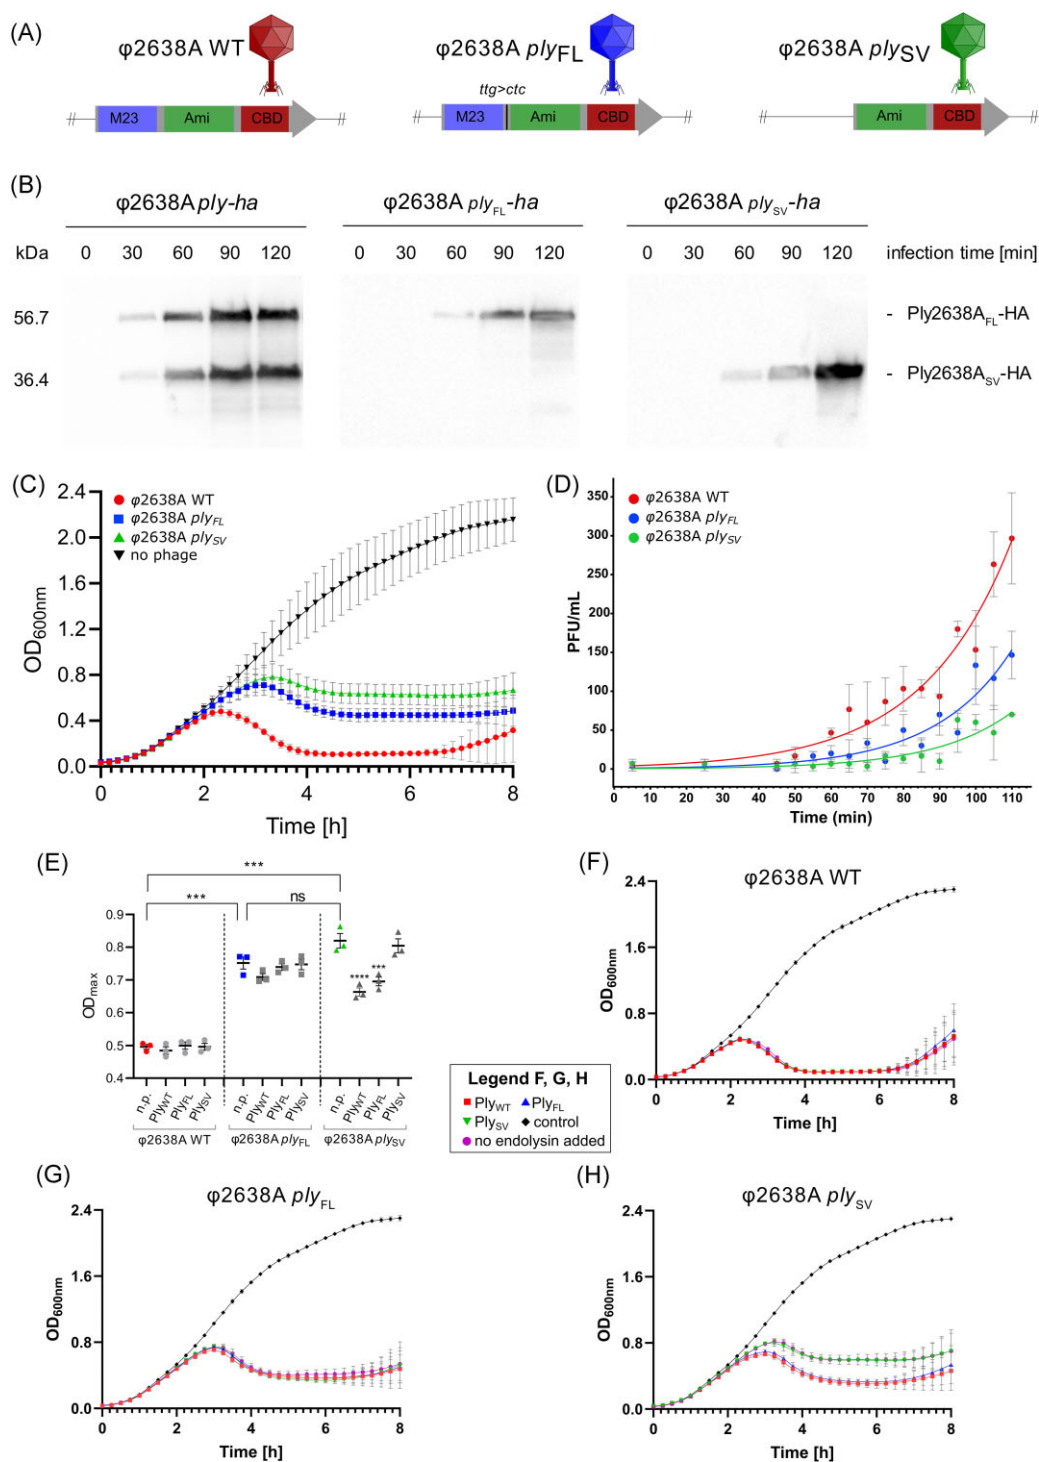 (A)
φ2638A WT
φ2638A plyFL
φ2638A plySV
ttg>ctc
M23 Ami CBD
M23 Ami CBD
Ami CBD
(B)
φ2638A ply-ha
φ2638A plyFL-ha
φ2638A plySV-ha
kDa 0 30 60 90 120 0 30 60 90 120 0 30 60 90 120 infection time [min]
56.7 - Ply2638AFL-HA
36.4 - Ply2638ASV-HA
(C)
φ2638A WT
φ2638A plyFL
φ2638A plySV
no phage
OD600nm
2.4
2.0
1.6
1.2
0.8
0.4
0.0
0 2 4 6 8
Time [h]
(D)
φ2638A WT
φ2638A plyFL
φ2638A plySV
PFU/mL
350
300
250
200
150
100
50
0
0 10 20 30 40 50 60 70 80 90 100 110
Time (min)
(E)
***
*** ns
**** ***
ODmax
0.9
0.8
0.7
0.6
0.5
0.4
n.p. PlyWT PlyFL PlySV n.p. PlyWT PlyFL PlySV n.p. PlyWT PlyFL PlySV
φ2638A WT φ2638A plyFL φ2638A plySV
Legend F, G, H
PlyWT PlyFL
PlySV control
no endolysin added
(F)
φ2638A WT
OD600nm
2.4
1.6
0.8
0.0
0 2 4 6 8
Time [h]
(G)
φ2638A plyFL
OD600nm
2.4
1.6
0.8
0.0
0 2 4 6 8
Time [h]
(H)
φ2638A plySV
OD600nm
2.4
1.6
0.8
0.0
0 2 4 6 8
Time [h]